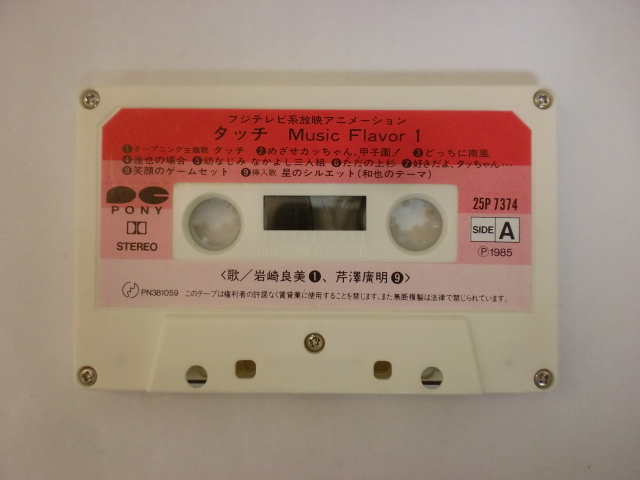 フジテレビ系放映アニメーション
タッチ Music Flavor 1
❶オープニング主題歌 タッチ ❷めざせカッちゃん、甲子園! ❸どっちに南風
❹達也の場合 ❺幼なじみ なかよし三人組 ❻ただの上杉 ❼好きだよ、タッちゃん…
❽笑顔のゲームセット ❾挿入歌 星のシルエット(和也のテーマ)
PONY
STEREO
25P 7374
SIDE A
Ⓟ1985
〈歌/岩崎良美❶、芹澤廣明❾〉
PN381059 このテープは権利者の許諾なく賃貸業に使用することを禁じます。また無断複製は法律で禁じられています。